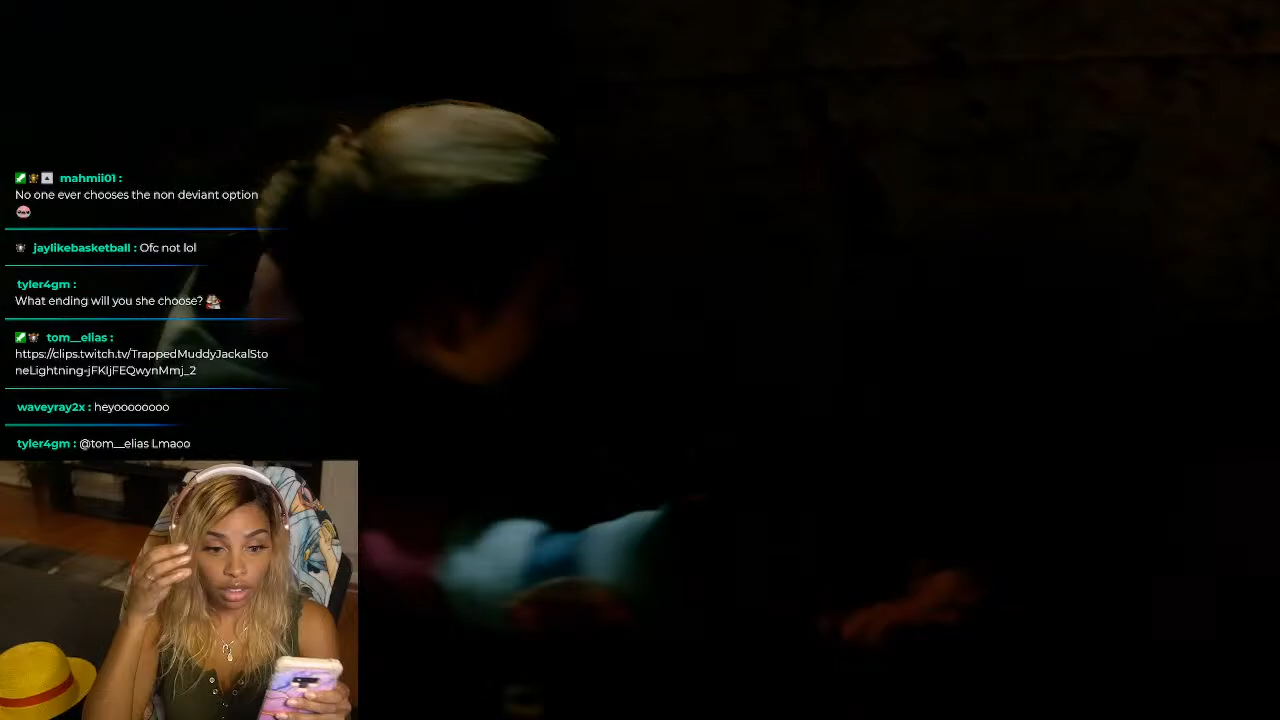 mahmii01 :
No one ever chooses the non deviant option
jaylikebasketball : Ofc not lol
tyler4gm :
What ending will you she choose?
tom__elias :
https://clips.twitch.tv/TrappedMuddyJackalSto
neLightning-jFKljFEQwynMmj_2
waveyray2x : heyoooooooo
tyler4gm : @tom__elias Lmaoo